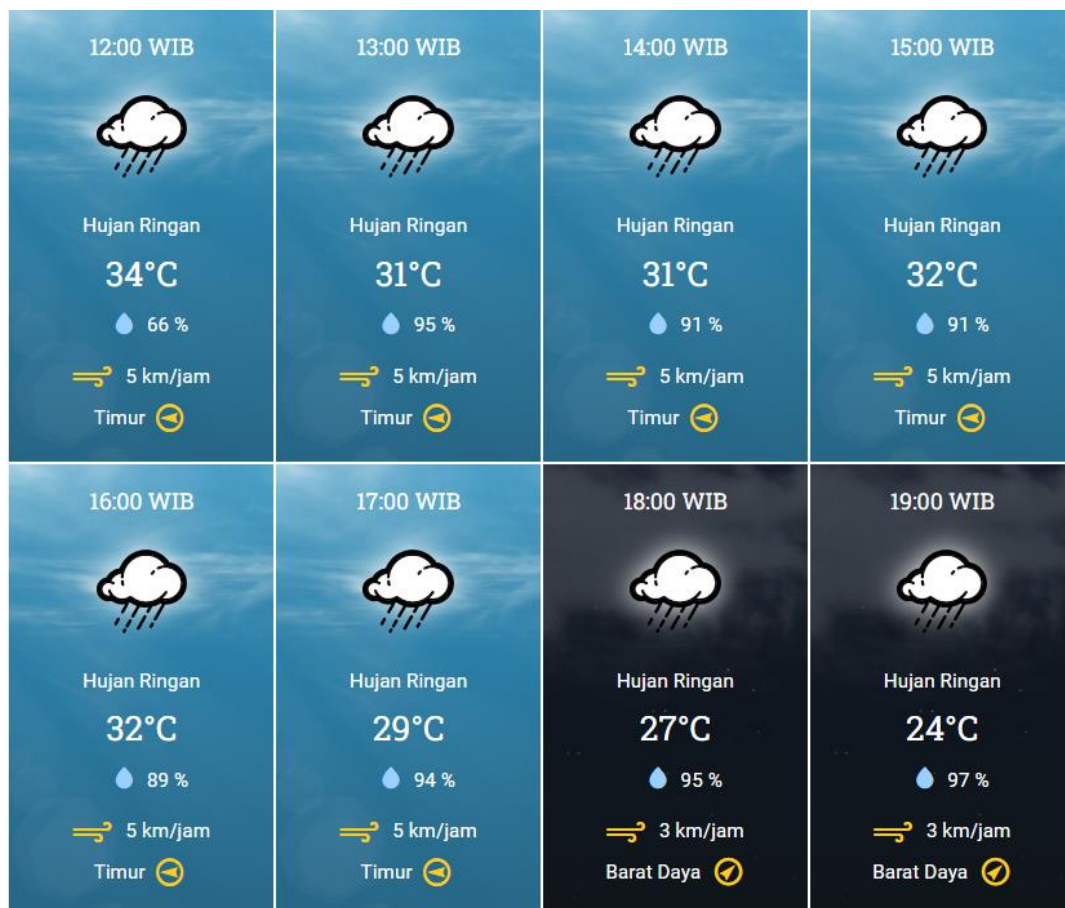 12:00 WIB
Hujan Ringan
34°C
66 %
5 km/jam
Timur
13:00 WIB
Hujan Ringan
31°C
95 %
5 km/jam
Timur
14:00 WIB
Hujan Ringan
31°C
91 %
5 km/jam
Timur
15:00 WIB
Hujan Ringan
32°C
91 %
5 km/jam
Timur
16:00 WIB
Hujan Ringan
32°C
89 %
5 km/jam
Timur
17:00 WIB
Hujan Ringan
29°C
94 %
5 km/jam
Timur
18:00 WIB
Hujan Ringan
27°C
95 %
3 km/jam
Barat Daya
19:00 WIB
Hujan Ringan
24°C
97 %
3 km/jam
Barat Daya